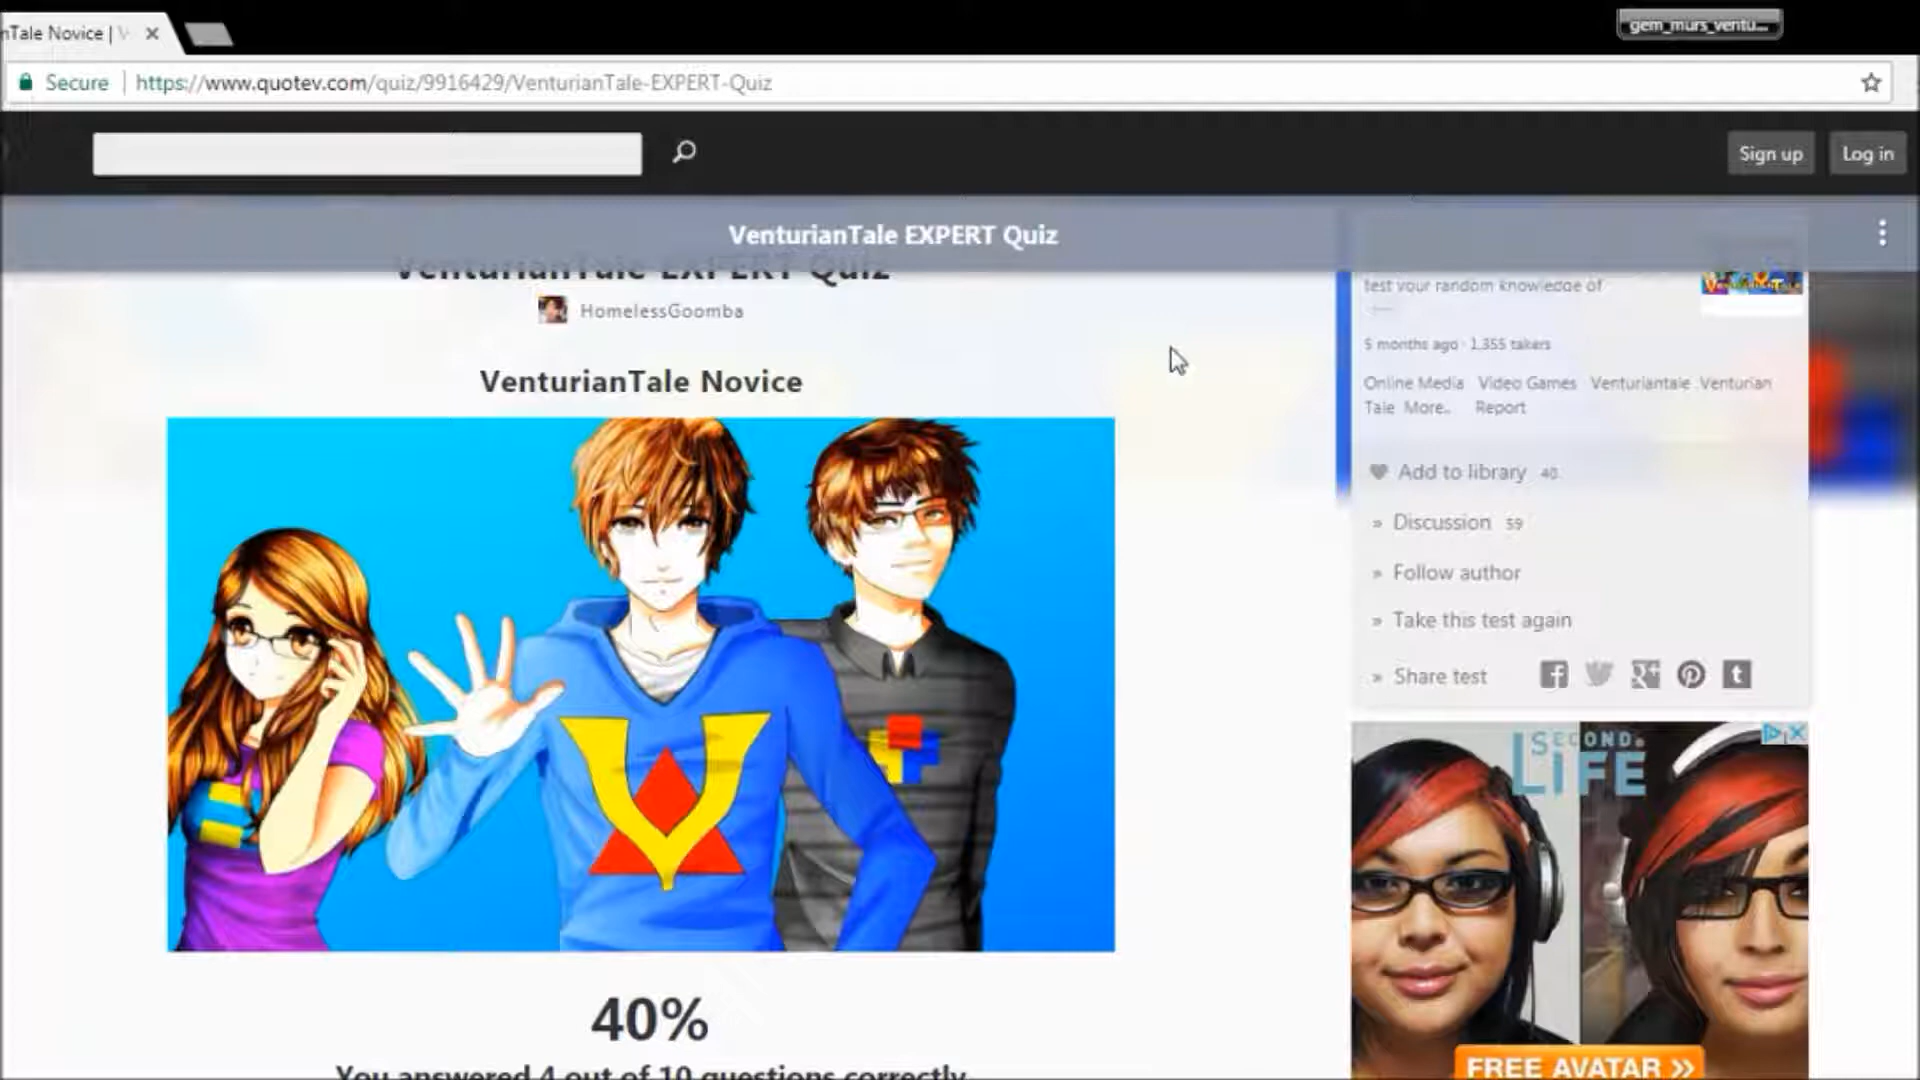 nTale Novice |
gem_murs_ventu...
Secure
https://www.quotev.com/quiz/9916429/VenturianTale-EXPERT-Quiz
Sign up
Log in
VenturianTale EXPERT Quiz
VenturianTale EXPERT Quiz
HomelessGoomba
VenturianTale Novice
40%
You answered 4 out of 10 questions correctly.
test your random knowledge of
5 months ago · 1,355 takers
Online Media Video Games Venturiantale Venturian
Tale More.. Report
Add to library 40
» Discussion 59
» Follow author
» Take this test again
» Share test
SECOND
LIFE
FREE AVATAR »